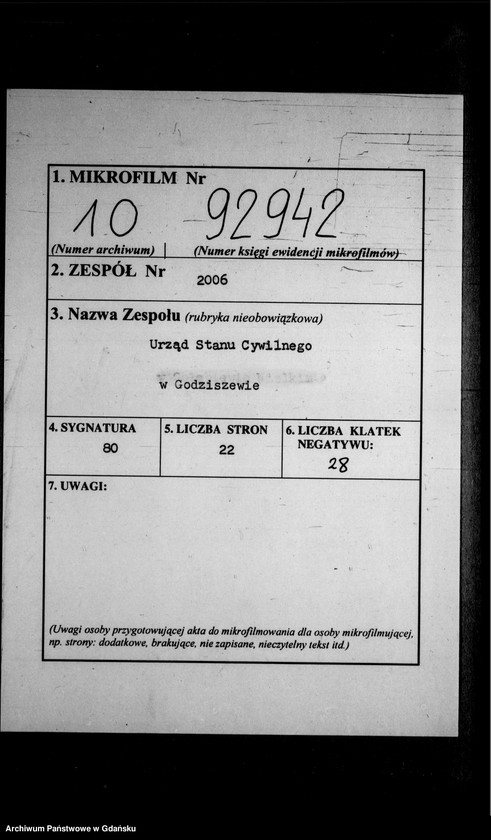 1. MIKROFILM Nr
10 92942
(Numer archiwum) (Numer księgi ewidencji mikrofilmów)
2. ZESPÓŁ Nr
2006
3. Nazwa Zespołu (rubryka nieobowiązkowa)
Urząd Stanu Cywilnego
w Godziszewie
4. SYGNATURA
80
5. LICZBA STRON
22
6. LICZBA KLATEK
NEGATYWU:
28
7. UWAGI:
(Uwagi osoby przygotowującej akta do mikrofilmowania dla osoby mikrofilmującej,
np. strony: dodatkowe, brakujące, nie zapisane, nieczytelny tekst itd.)
Archiwum Państwowe w Gdańsku